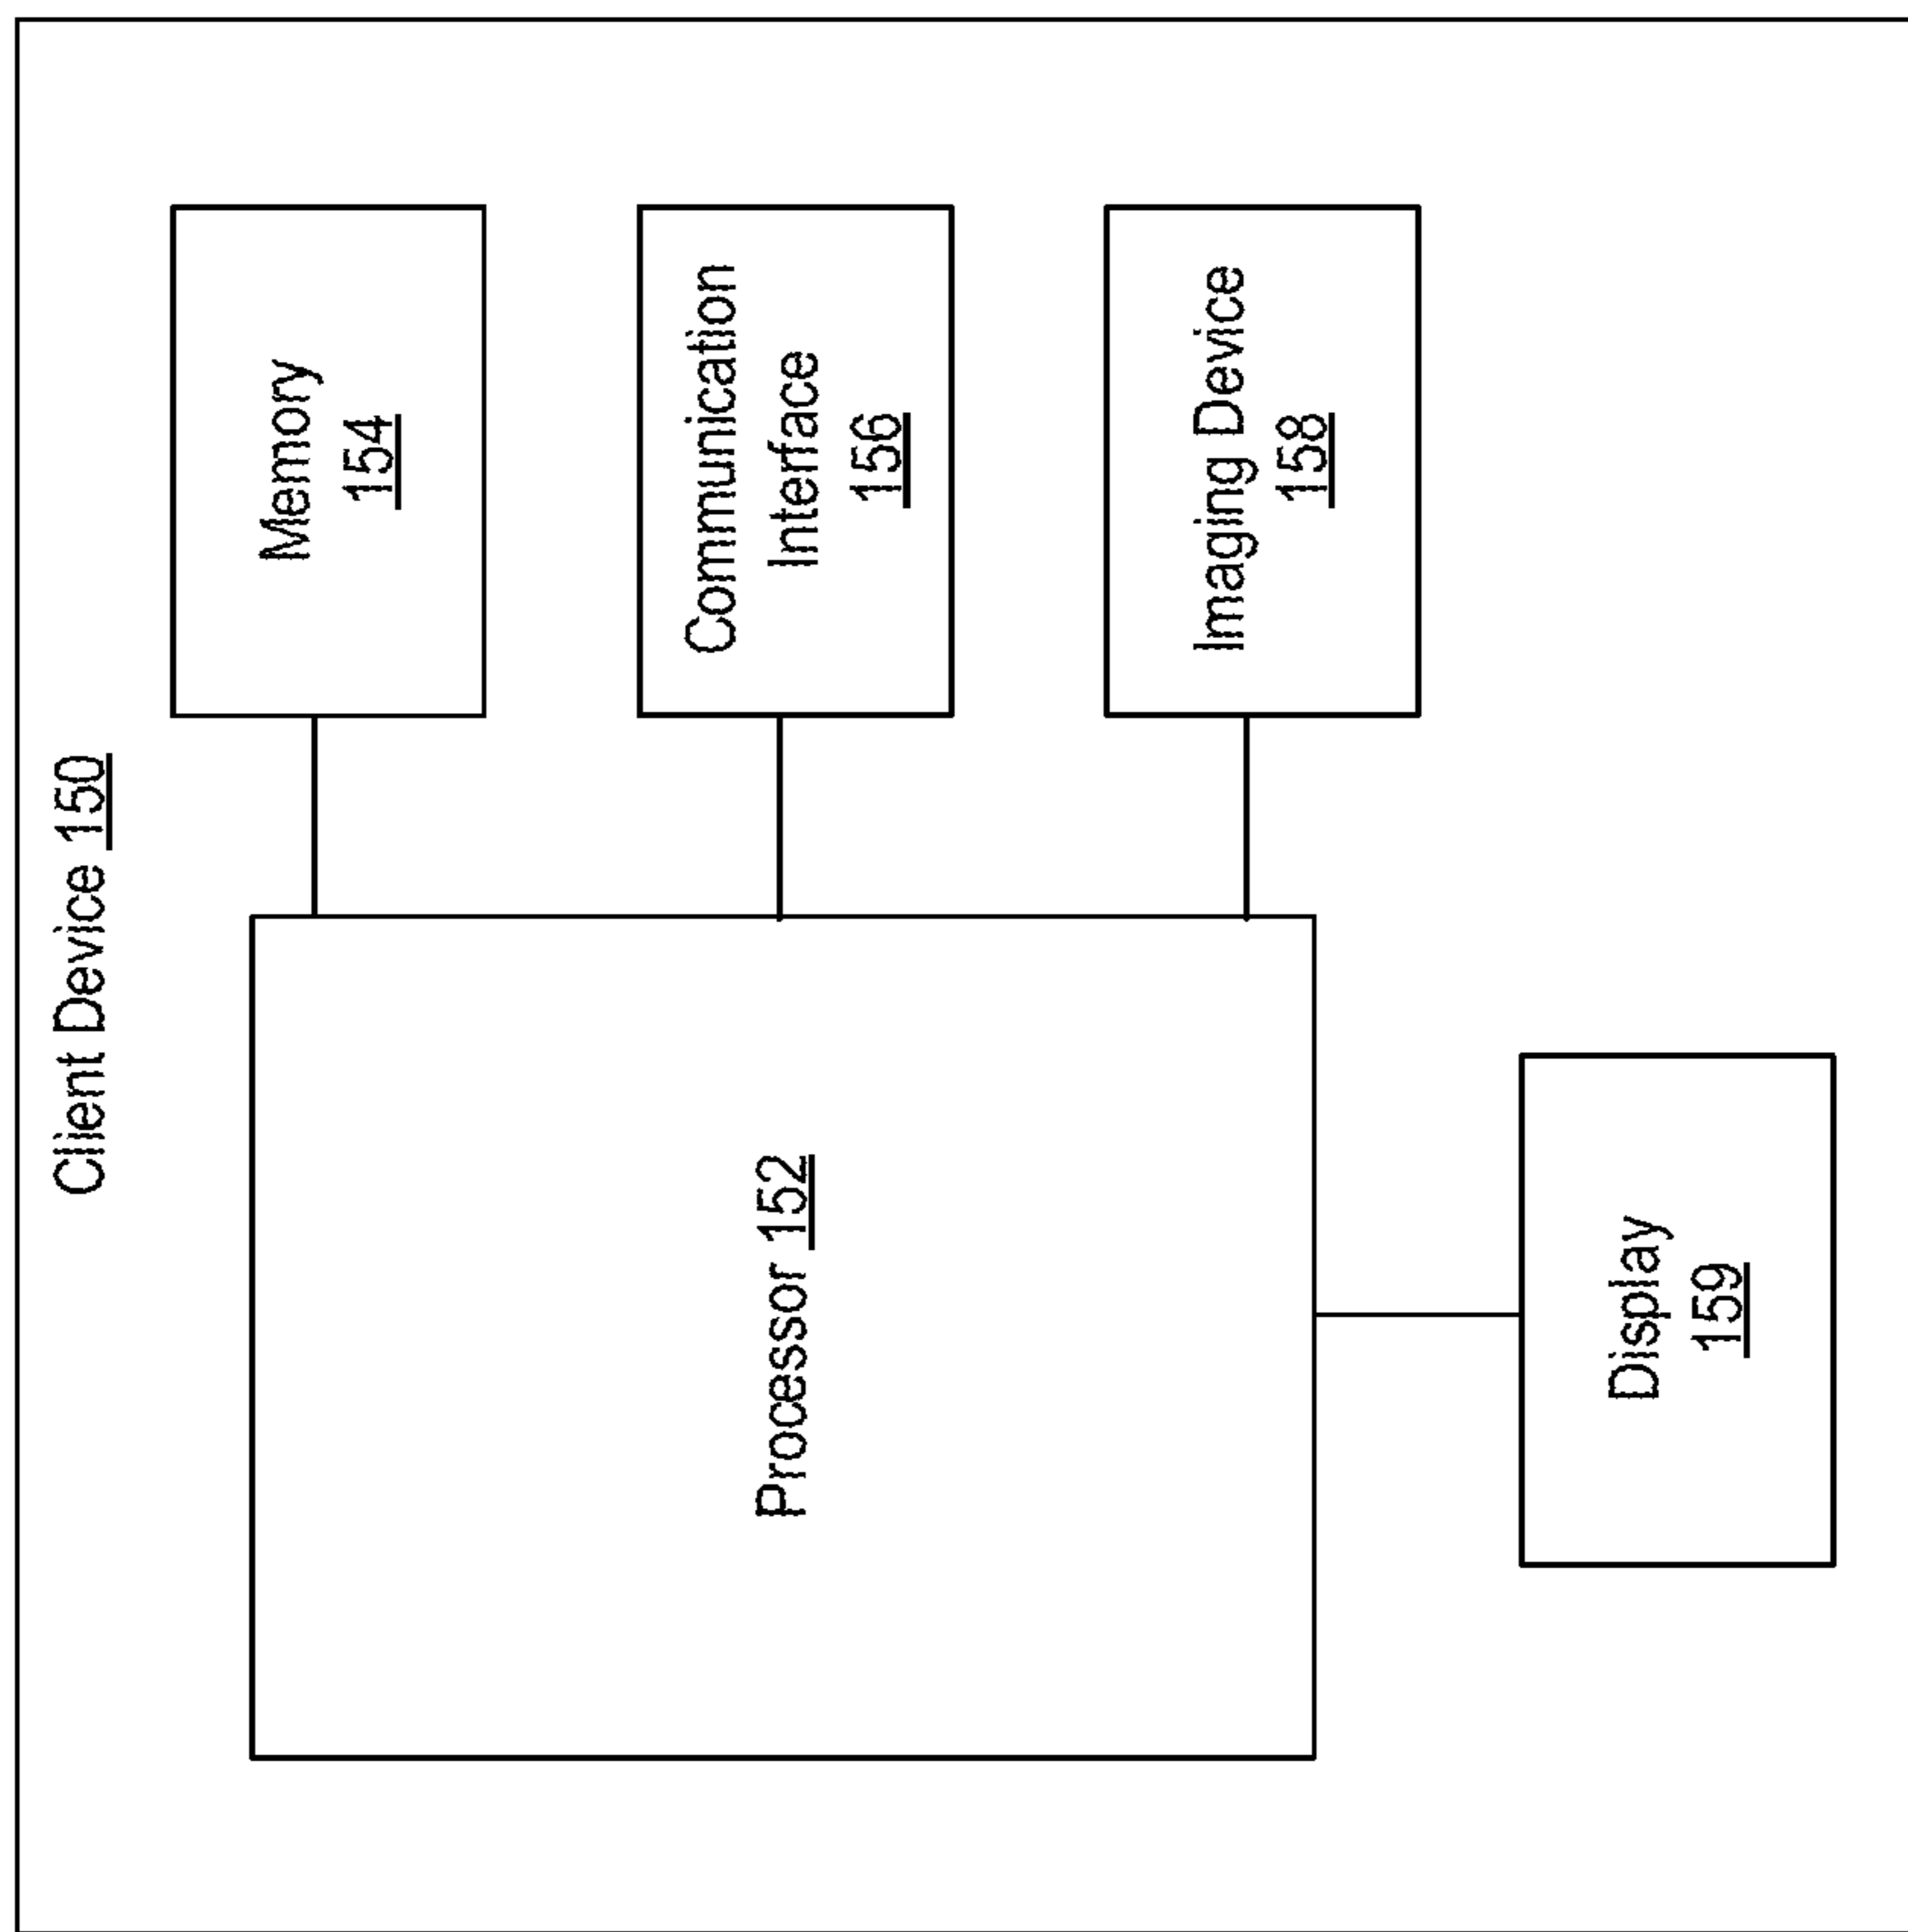 Client Device 150
Processor 152
Memory
154
Communication
Interface
156
Imaging Device
158
Display
159